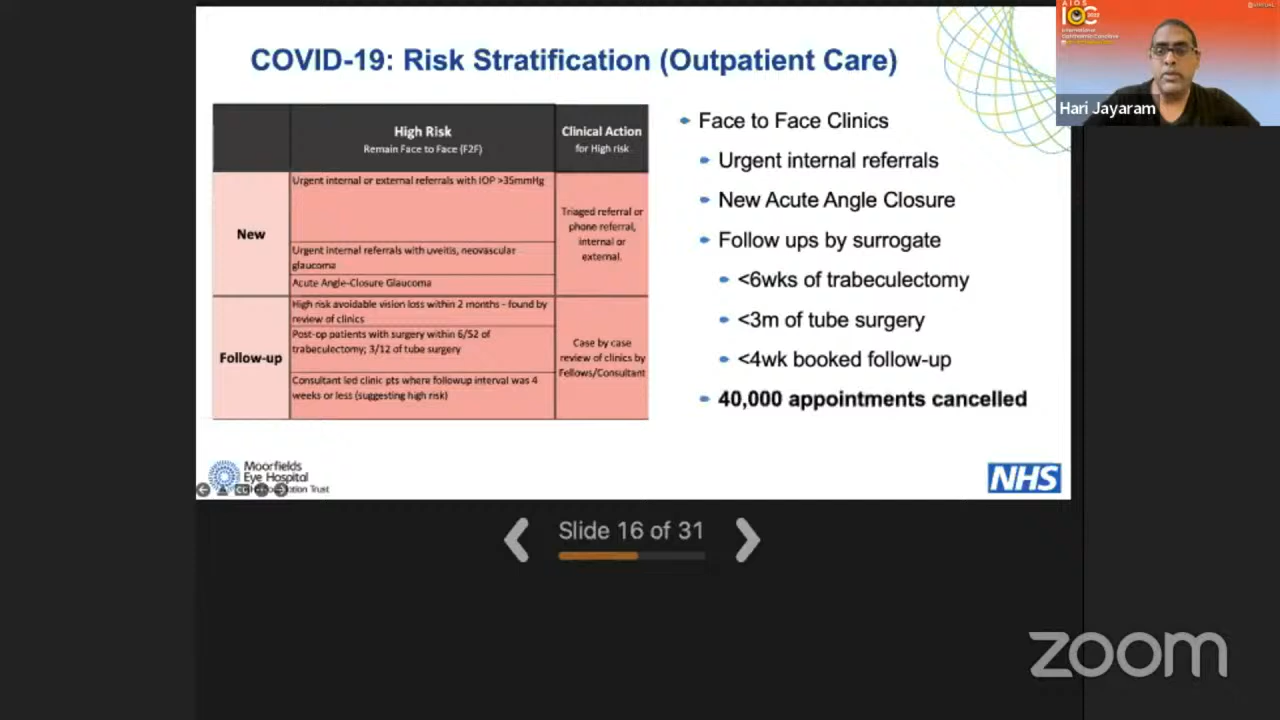 COVID-19: Risk Stratification (Outpatient Care)
High Risk
Remain Face to Face (F2F)
Clinical Action
for High risk
New
Urgent internal or external referrals with IOP >35mmHg
Urgent internal referrals with uveitis, neovascular
glaucoma
Acute Angle-Closure Glaucoma
Triaged referral or
phone referral,
internal or
external.
Follow-up
High risk avoidable vision loss within 2 months - found by
review of clinics
Post-op patients with surgery within 6/52 of
trabeculectomy; 3/12 of tube surgery
Consultant led clinic pts where followup interval was 4
weeks or less (suggesting high risk)
Case by case
review of clinics by
Fellows/Consultant
Face to Face Clinics
Urgent internal referrals
New Acute Angle Closure
Follow ups by surrogate
<6wks of trabeculectomy
<3m of tube surgery
<4wk booked follow-up
40,000 appointments cancelled
Moorfields
Eye Hospital
Trust
NHS
Slide 16 of 31
AIOS
IOC
Hari Jayaram
zoom